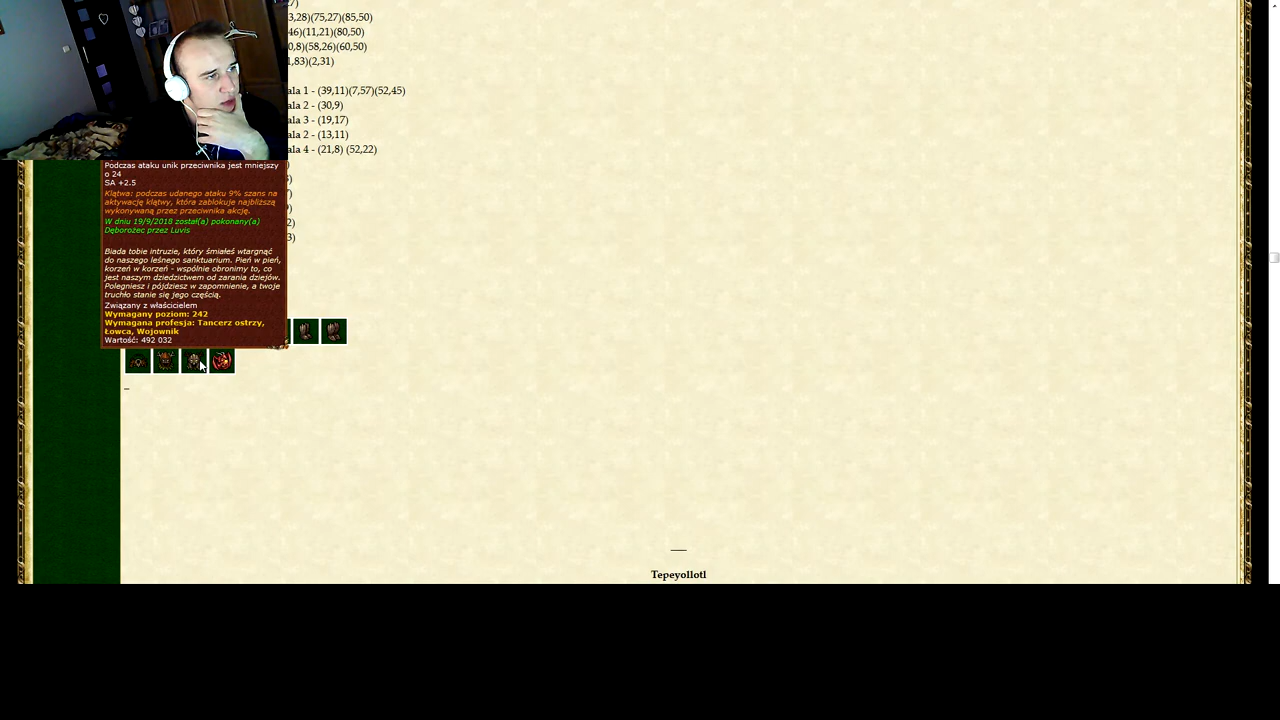 27)
3,28)(75,27)(85,50)
46)(11,21)(80,50)
0,8)(58,26)(60,50)
1,83)(2,31)
ala 1 - (39,11)(7,57)(52,45)
ala 2 - (30,9)
ala 3 - (19,17)
ala 2 - (13,11)
ala 4 - (21,8) (52,22)
)
)
)
)
2)
3)
Podczas ataku unik przeciwnika jest mniejszy
o 24
SA +2.5
Klątwa: podczas udanego ataku 9% szans na
aktywację klątwy, która zablokuje najbliższą
wykonywaną przez przeciwnika akcję.
W dniu 19/9/2018 został(a) pokonany(a)
Dęborożec przez Luvis
Biada tobie intruzie, który śmiałeś wtargnąć
do naszego leśnego sanktuarium. Pień w pień,
korzeń w korzeń - wspólnie obronimy to, co
jest naszym dziedzictwem od zarania dziejów.
Polegniesz i pójdziesz w zapomnienie, a twoje
truchło stanie się jego częścią.
Związany z właścicielem
Wymagany poziom: 242
Wymagana profesja: Tancerz ostrzy,
Łowca, Wojownik
Wartość: 492 032
Tepeyollotl